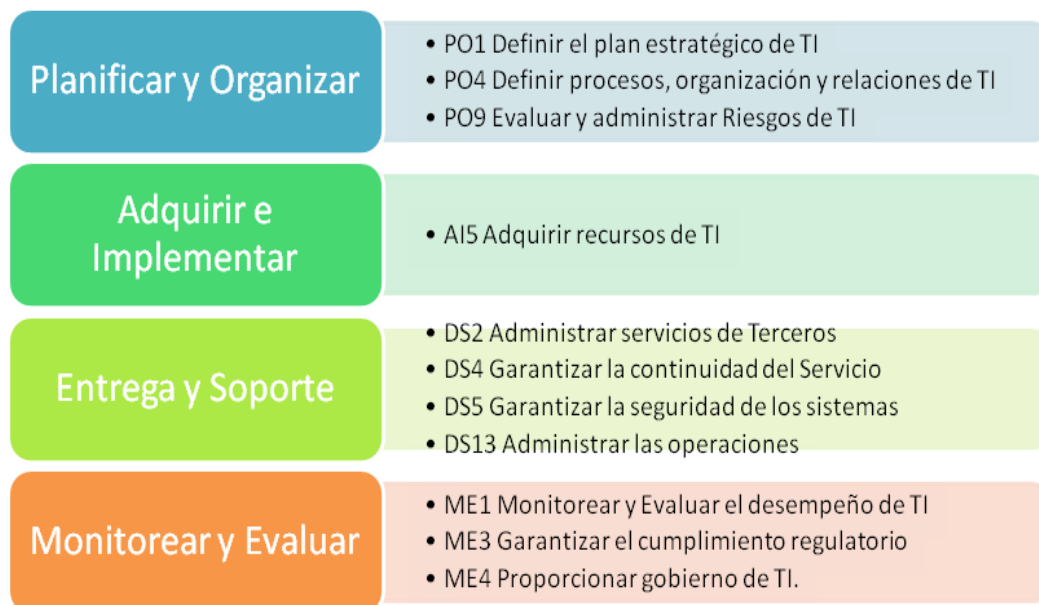 Planificar y Organizar
• PO1 Definir el plan estratégico de TI
• PO4 Definir procesos, organización y relaciones de TI
• PO9 Evaluar y administrar Riesgos de TI
Adquirir e
Implementar
• AI5 Adquirir recursos de TI
Entrega y Soporte
• DS2 Administrar servicios de Terceros
• DS4 Garantizar la continuidad del Servicio
• DS5 Garantizar la seguridad de los sistemas
• DS13 Administrar las operaciones
Monitorear y Evaluar
• ME1 Monitorear y Evaluar el desempeño de TI
• ME3 Garantizar el cumplimiento regulatorio
• ME4 Proporcionar gobierno de TI.